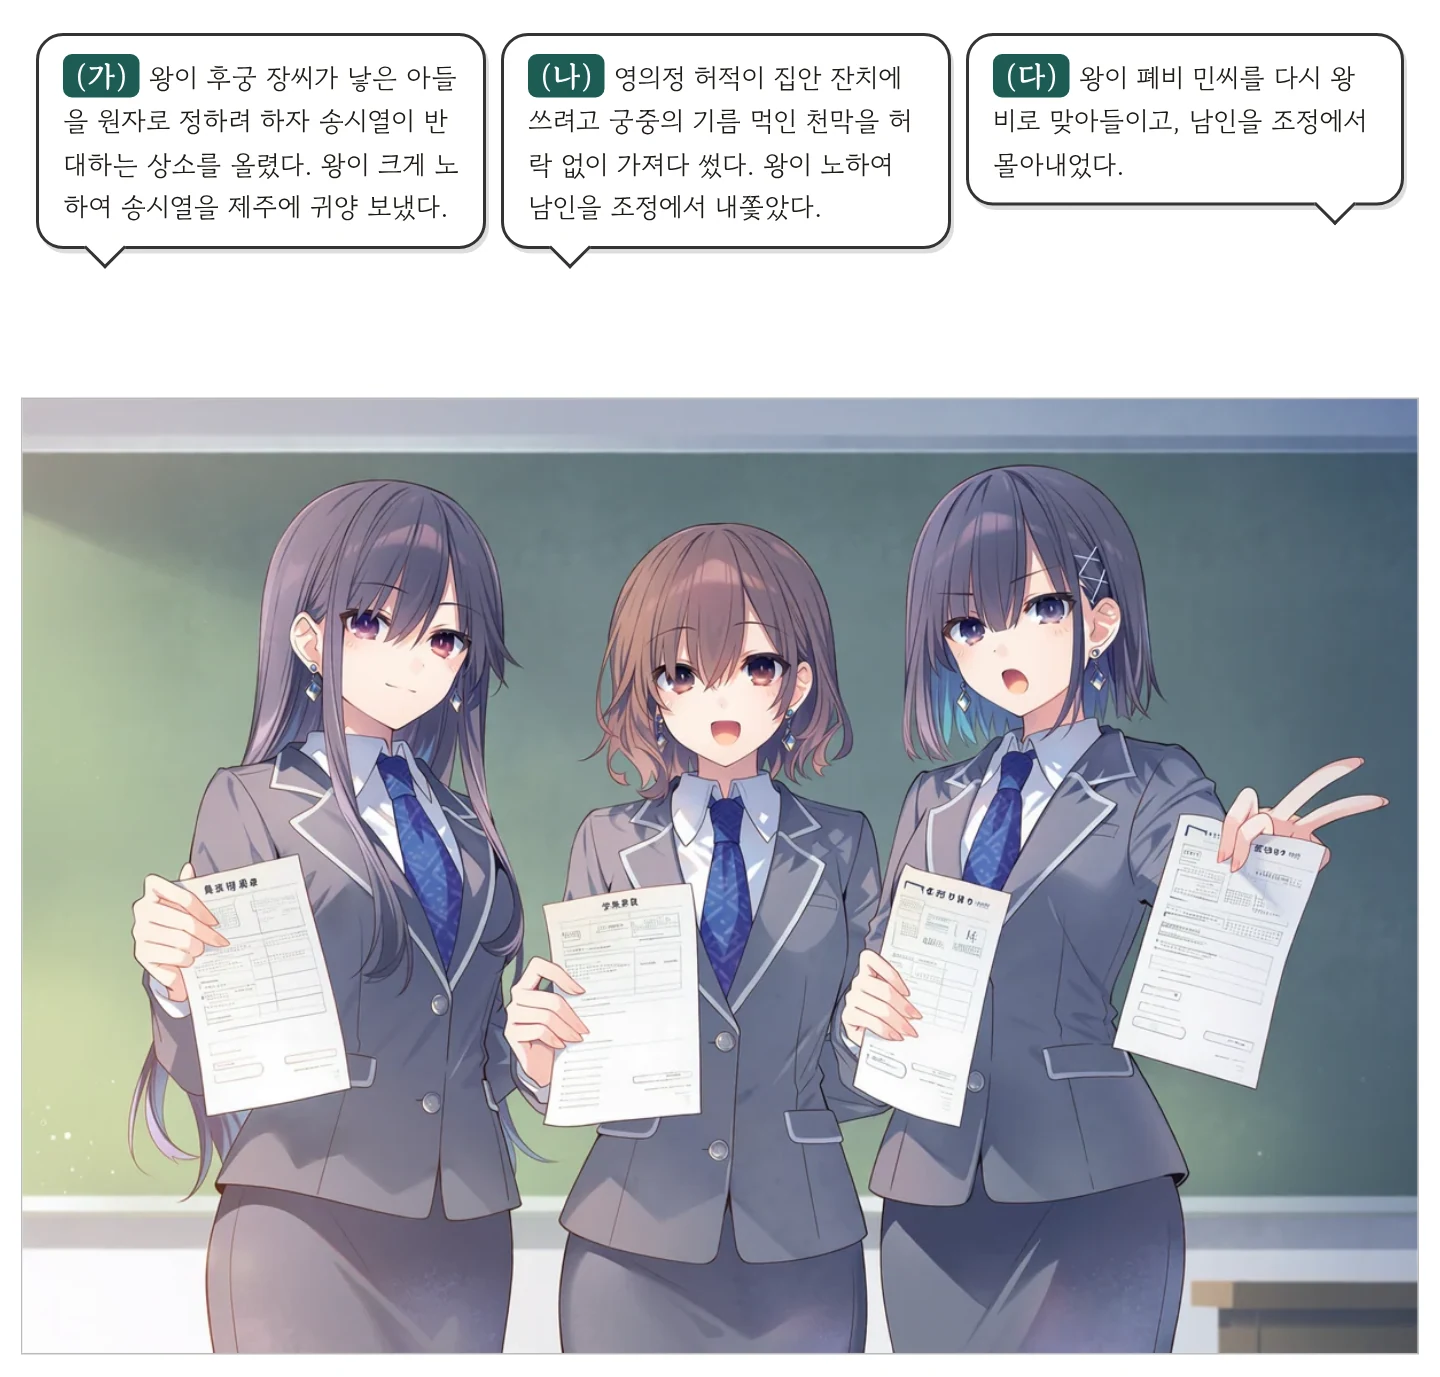 (가) 왕이 후궁 장씨가 낳은 아들
을 원자로 정하려 하자 송시열이 반
대하는 상소를 올렸다. 왕이 크게 노
하여 송시열을 제주에 귀양 보냈다.
(나) 영의정 허적이 집안 잔치에
쓰려고 궁중의 기름 먹인 천막을 허
락 없이 가져다 썼다. 왕이 노하여
남인을 조정에서 내쫓았다.
(다) 왕이 폐비 민씨를 다시 왕
비로 맞아들이고, 남인을 조정에서
몰아내었다.